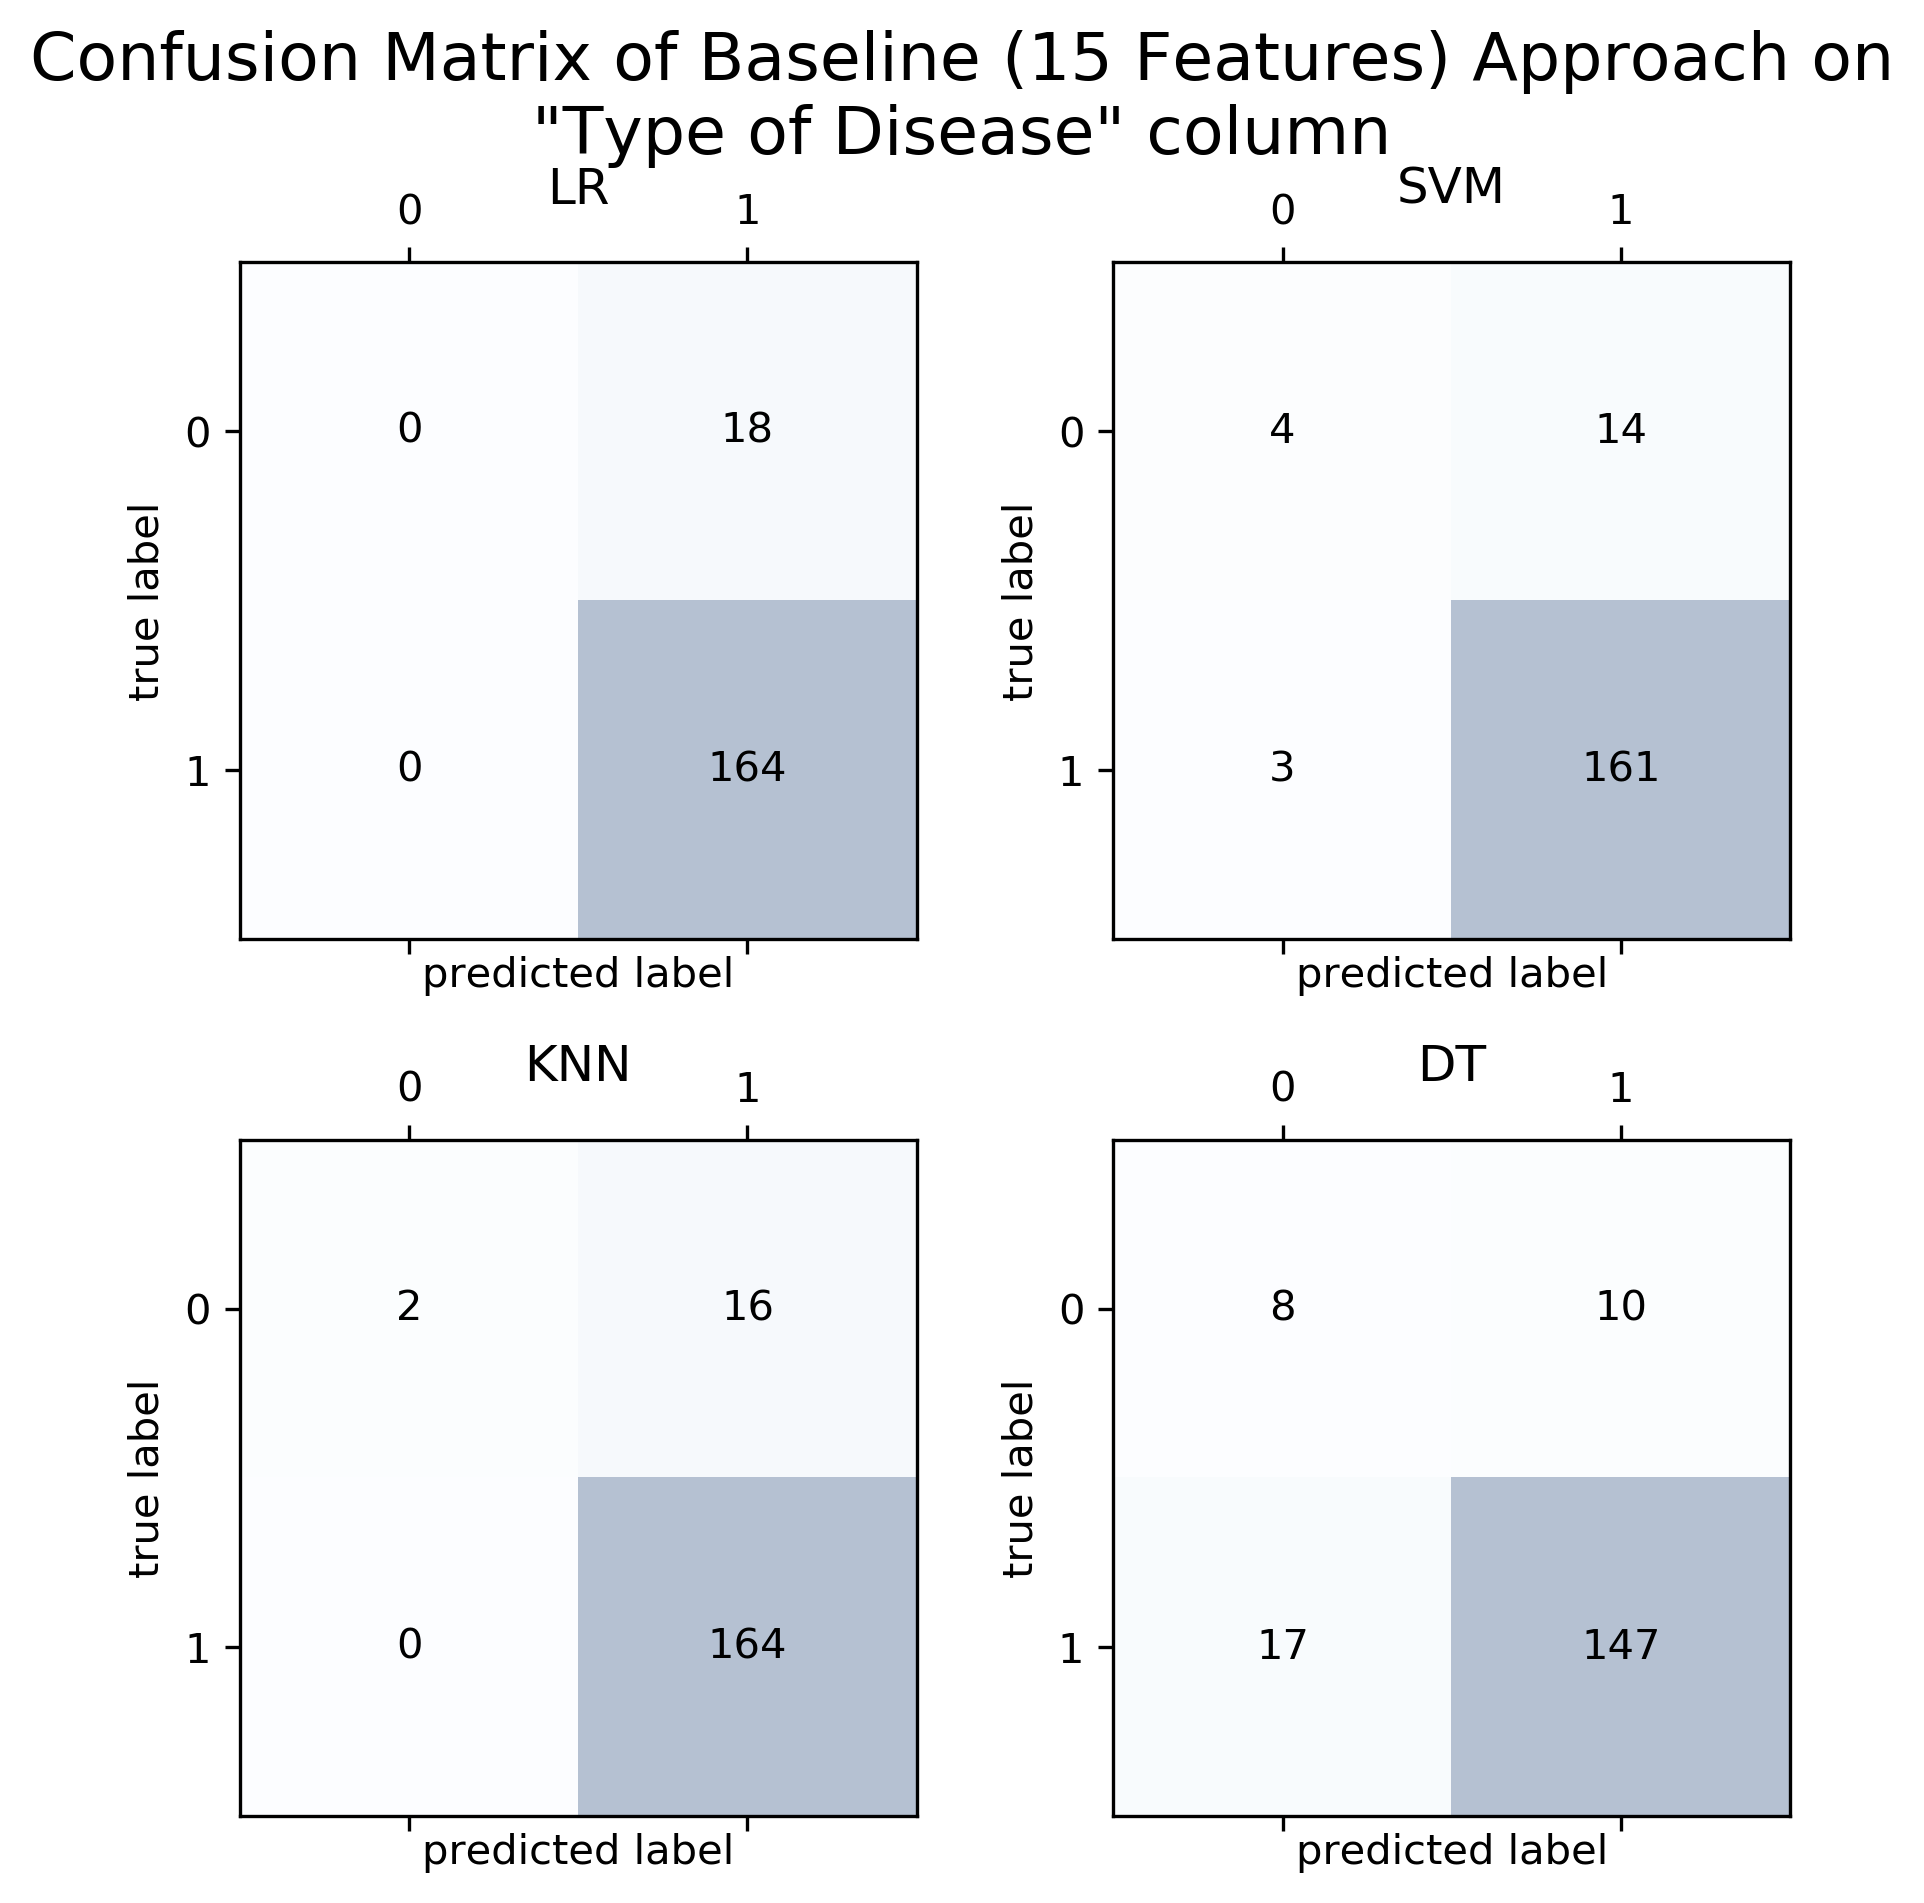 Confusion Matrix of Baseline (15 Features) Approach on
"Type of Disease" column
LR
0 1
0 0 18
true label
1 0 164
predicted label
SVM
0 1
0 4 14
true label
1 3 161
predicted label
KNN
0 1
0 2 16
true label
1 0 164
predicted label
DT
0 1
0 8 10
true label
1 17 147
predicted label